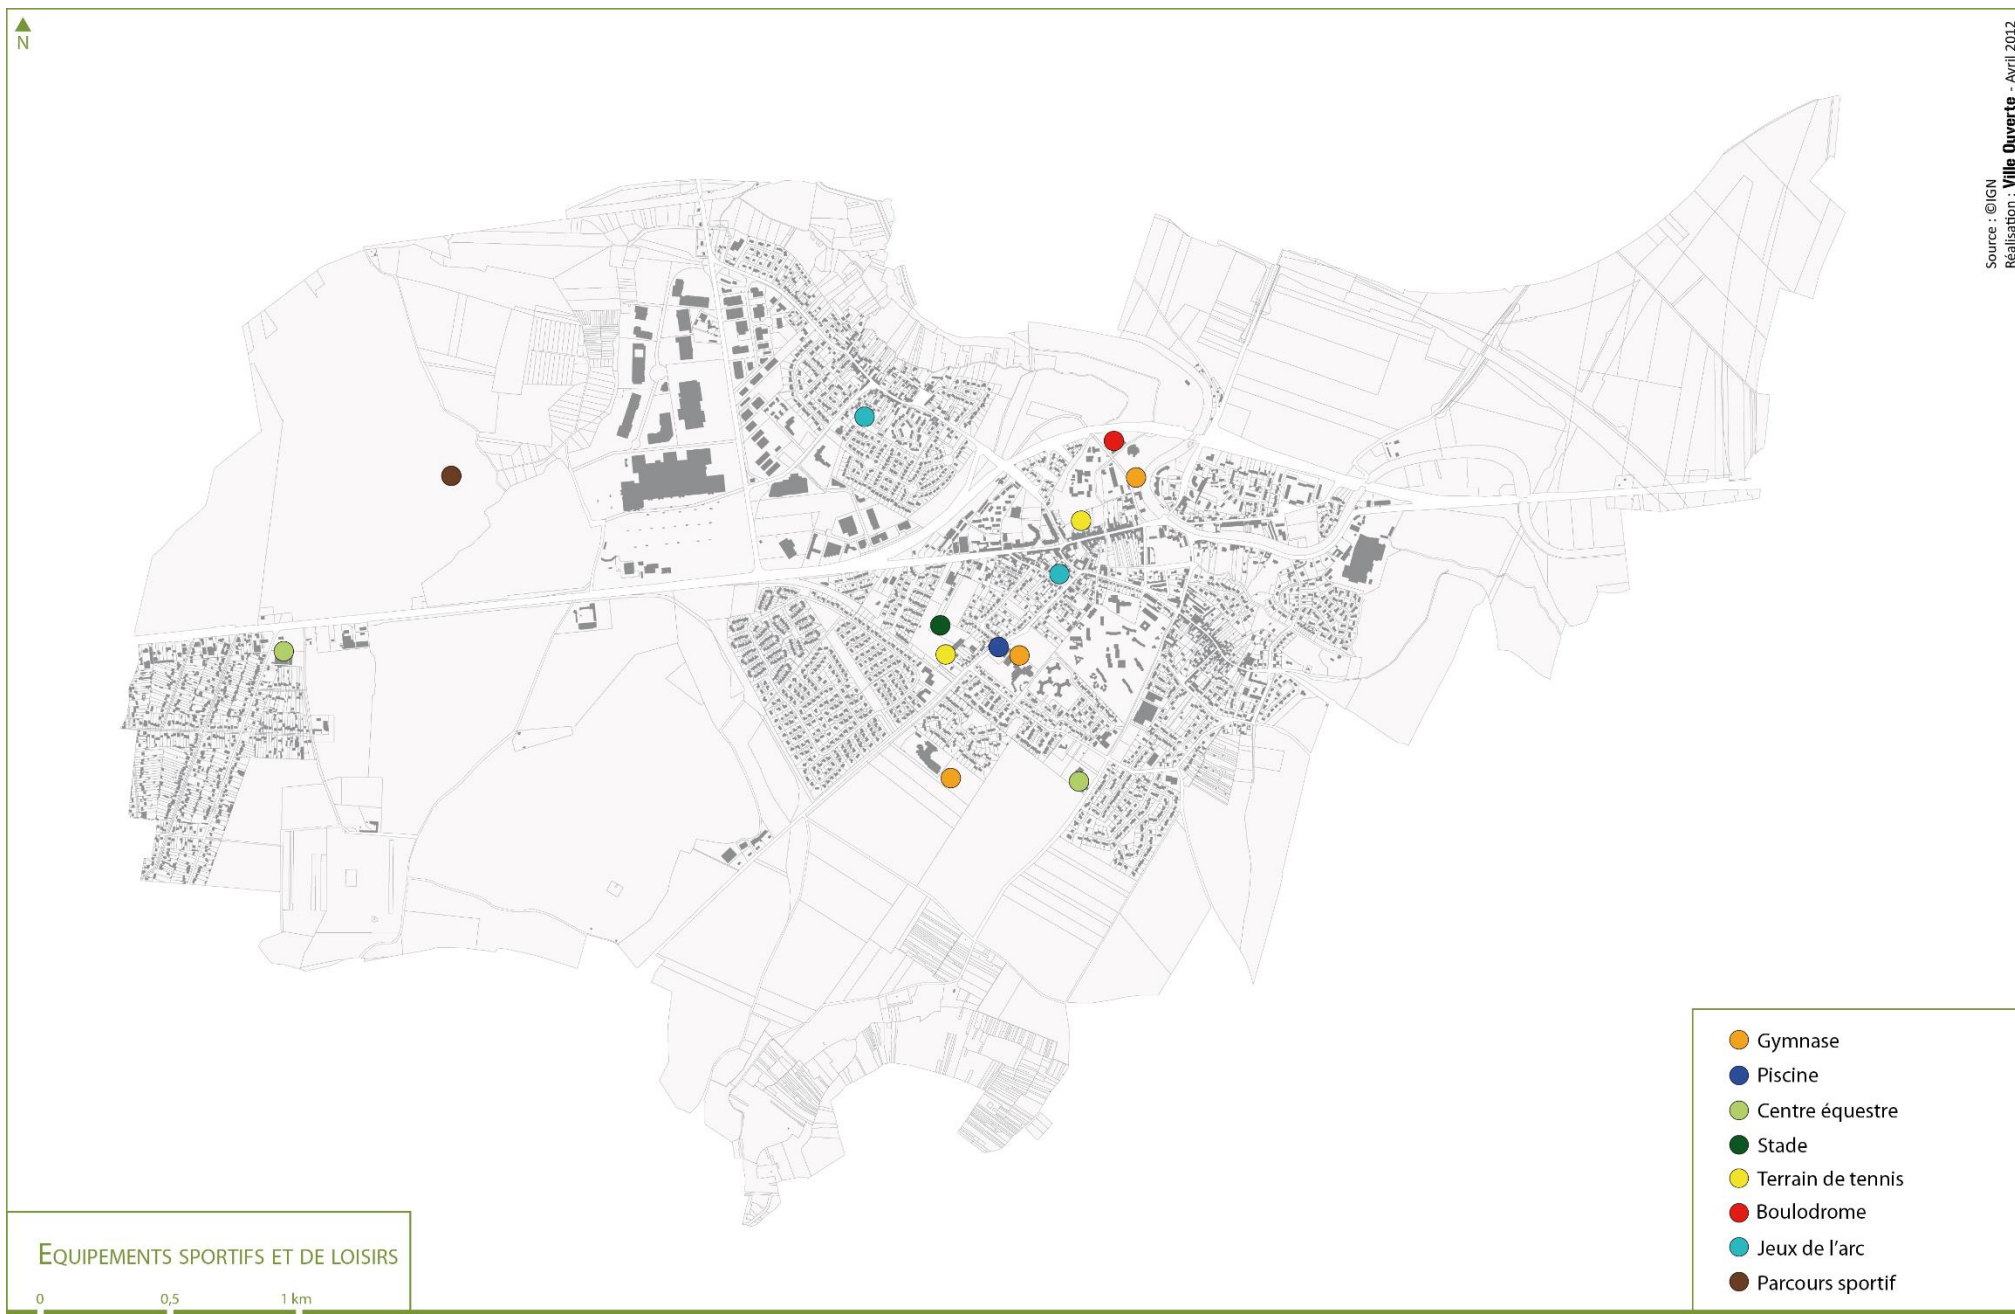 N
Source : ©IGN
Réalisation : Ville Ouverte - Avril 2012
Gymnase
Piscine
Centre équestre
Stade
Terrain de tennis
Boulodrome
Jeux de l'arc
Parcours sportif
EQUIPEMENTS SPORTIFS ET DE LOISIRS
0 0,5 1 km